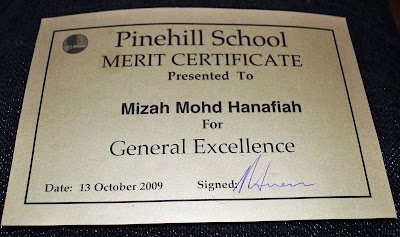 Pinehill School
MERIT CERTIFICATE
Presented To
Mizah Mohd Hanafiah
For
General Excellence
Date: 13 October 2009 Signed: